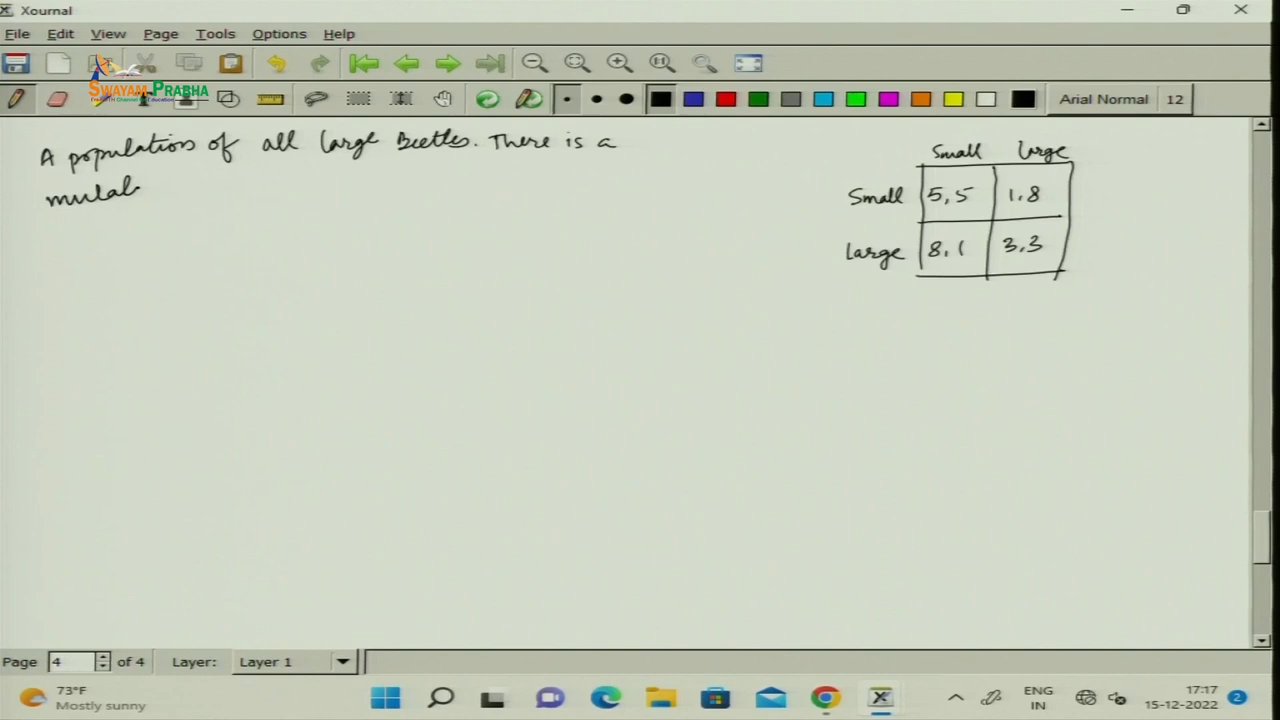 Xournal
File Edit View Page Tools Options Help
SWAYAM PRABHA
Arial Normal 12
A population of all large Beetles. There is a
mutat
Small large
Small 5,5 1,8
large 8,1 3,3
Page 4 of 4 Layer: Layer 1
73°F
Mostly sunny
ENG
IN
17:17
15-12-2022
2